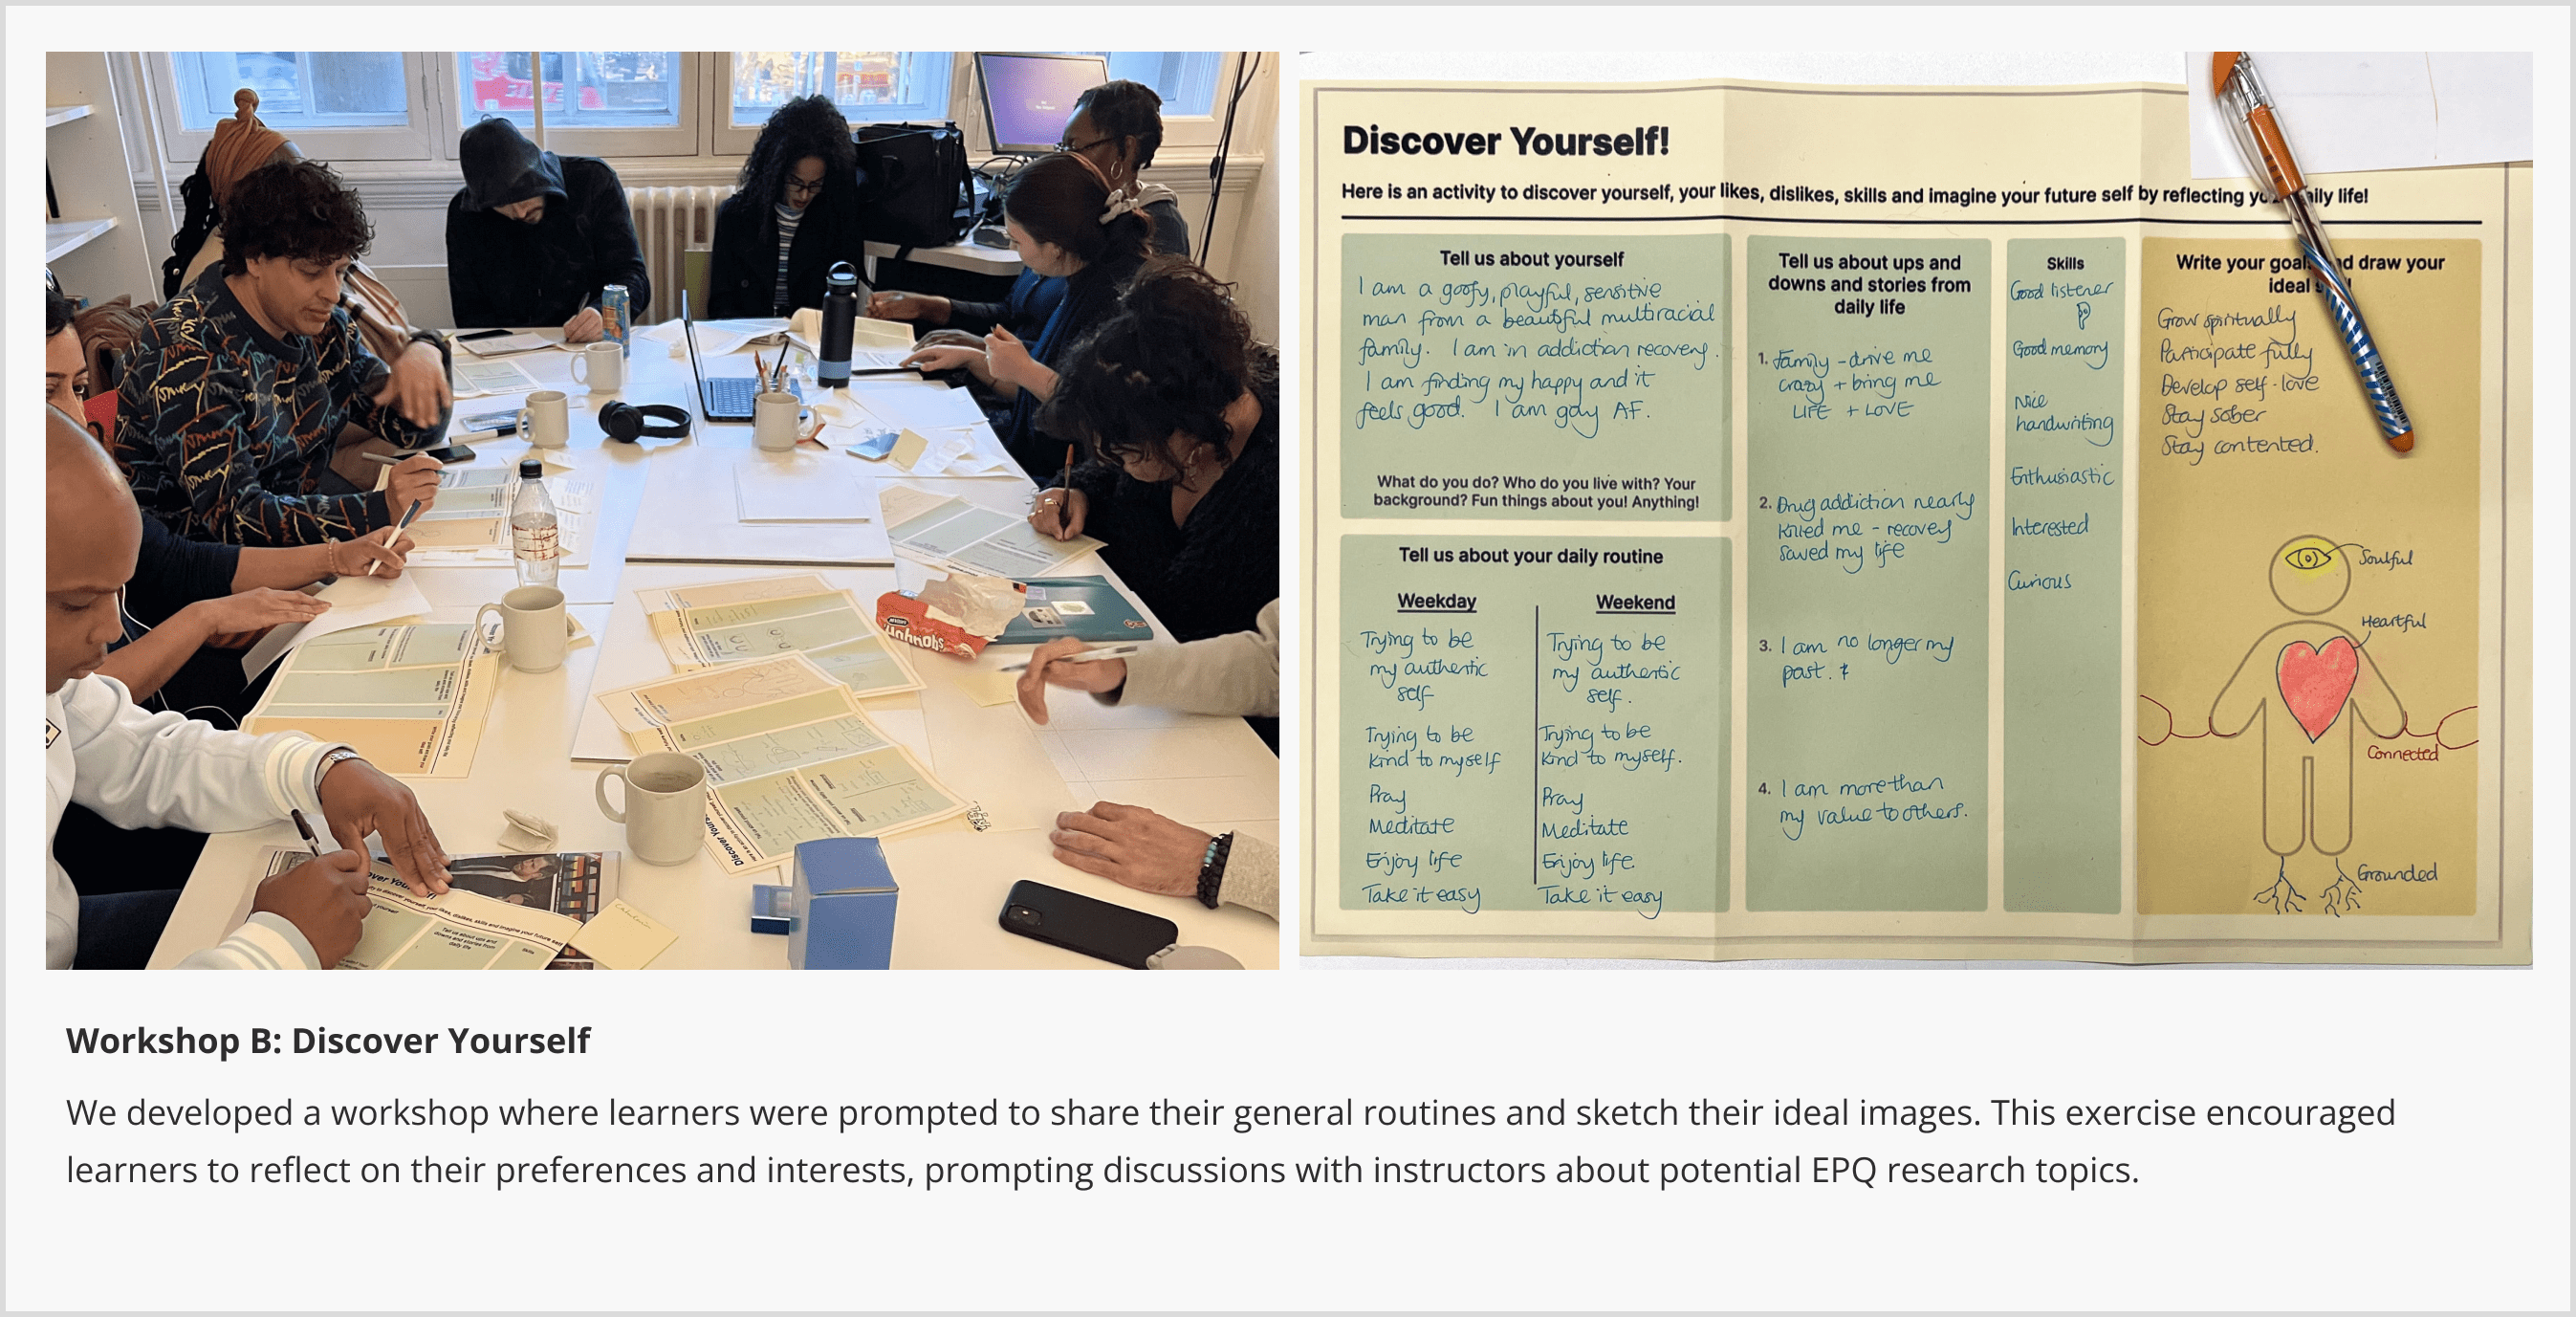 Hobnobs
Discover Yourself!
Here is an activity to discover yourself, your likes, dislikes, skills and imagine your future self by reflecting life!
Tell us about yourself
I am a goofy, playful, sensitive
man from a beautiful multiracial
family. I am in addiction recovery.
I am finding my happy and it
feels good. I am gay AF.
What do you do? Who do you live with? Your
background? Fun things about you! Anything!
Tell us about your daily routine
Weekday
Trying to be
my authentic
self
Trying to be
kind to myself
Pray
Meditate
Enjoy life
Take it easy
Weekend
Trying to be
my authentic
self.
Trying to be
kind to myself.
Pray
Meditate
Enjoy life.
Take it easy
Tell us about ups and
downs and stories from
daily life
1. Family - drive me
crazy + bring me
LIFE + LOVE
2. Drug addiction nearly
killed me - recovey
saved my life
3. I am no longer my
past.
4. I am more than
my value to others.
Skills
Good listener
Good memory
Nice
handwriting
Enthusiastic
Interested
Curious
Write your draw your
ideal
Grow spiritually
Participate fully
Develop self-love
Stay sober
Stay contented.
Soulful
Heartful
Connected
Grounded
Workshop B: Discover Yourself
We developed a workshop where learners were prompted to share their general routines and sketch their ideal images. This exercise encouraged
learners to reflect on their preferences and interests, prompting discussions with instructors about potential EPQ research topics.